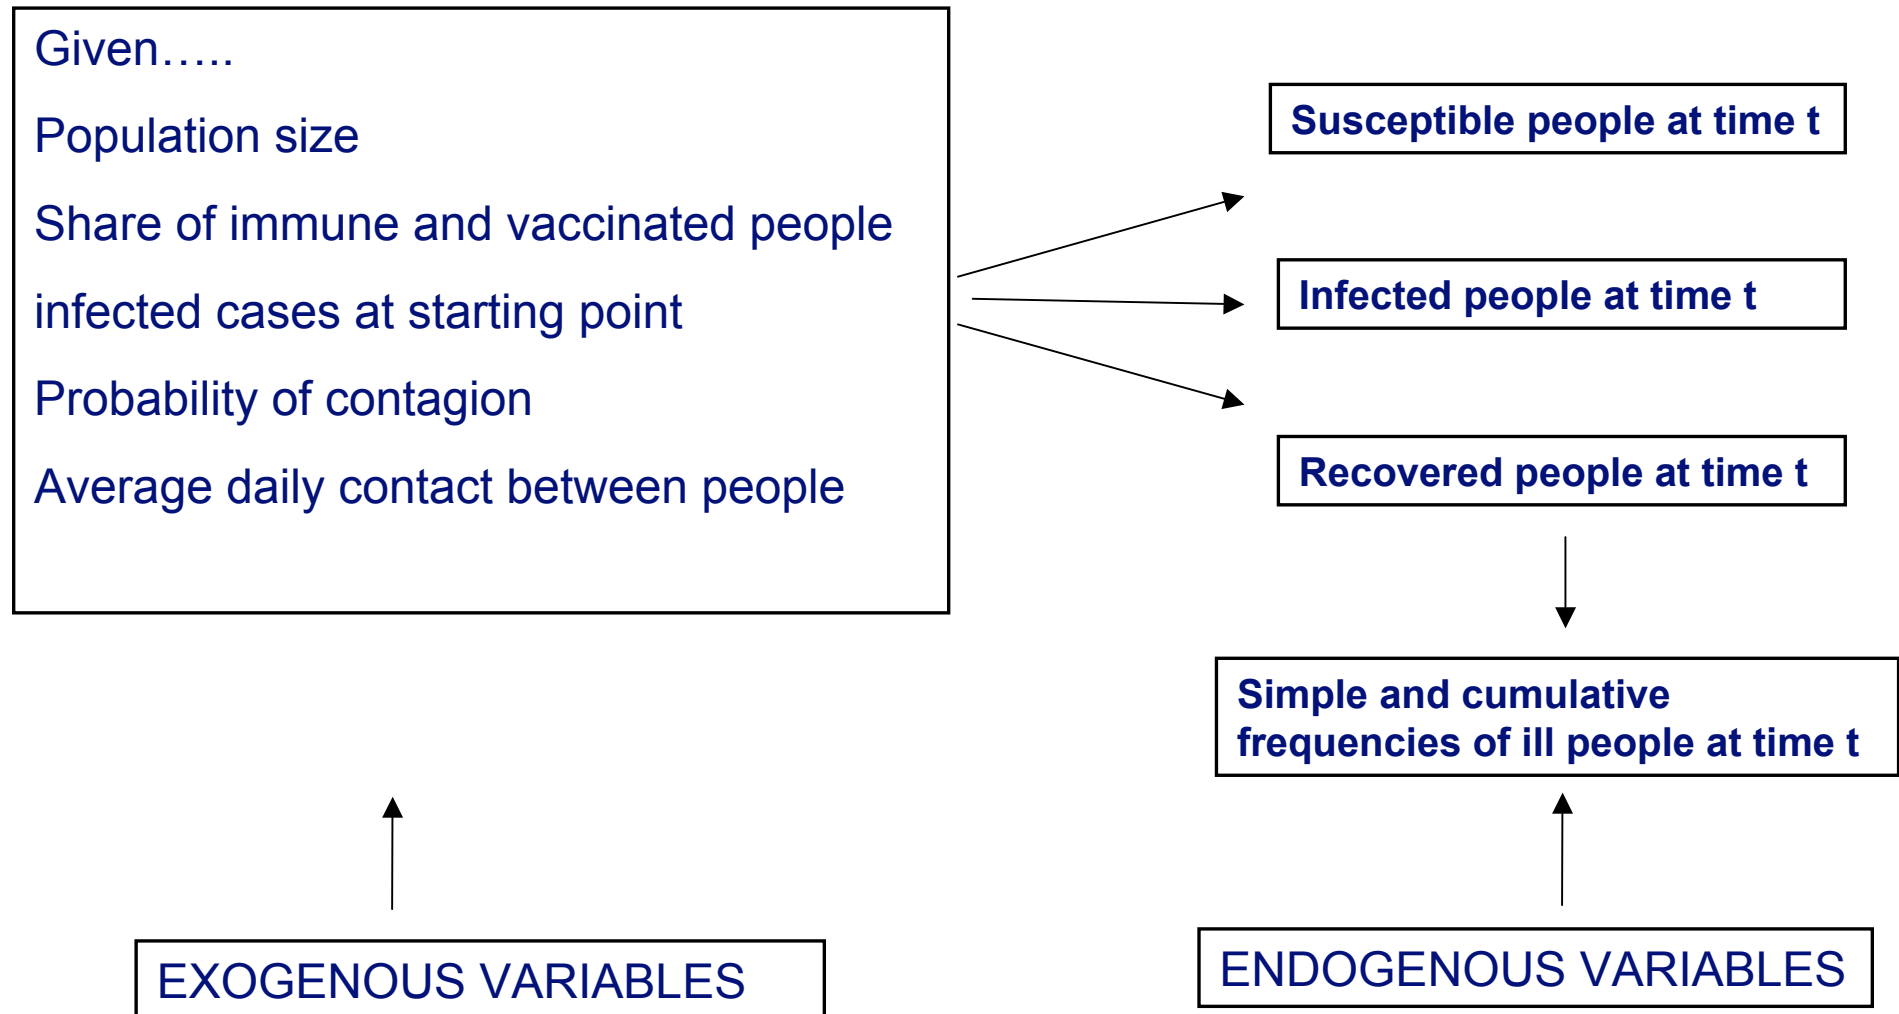 Given…..
Population size
Share of immune and vaccinated people
infected cases at starting point
Probability of contagion
Average daily contact between people
Susceptible people at time t
Infected people at time t
Recovered people at time t
Simple and cumulative
frequencies of ill people at time t
EXOGENOUS VARIABLES
ENDOGENOUS VARIABLES